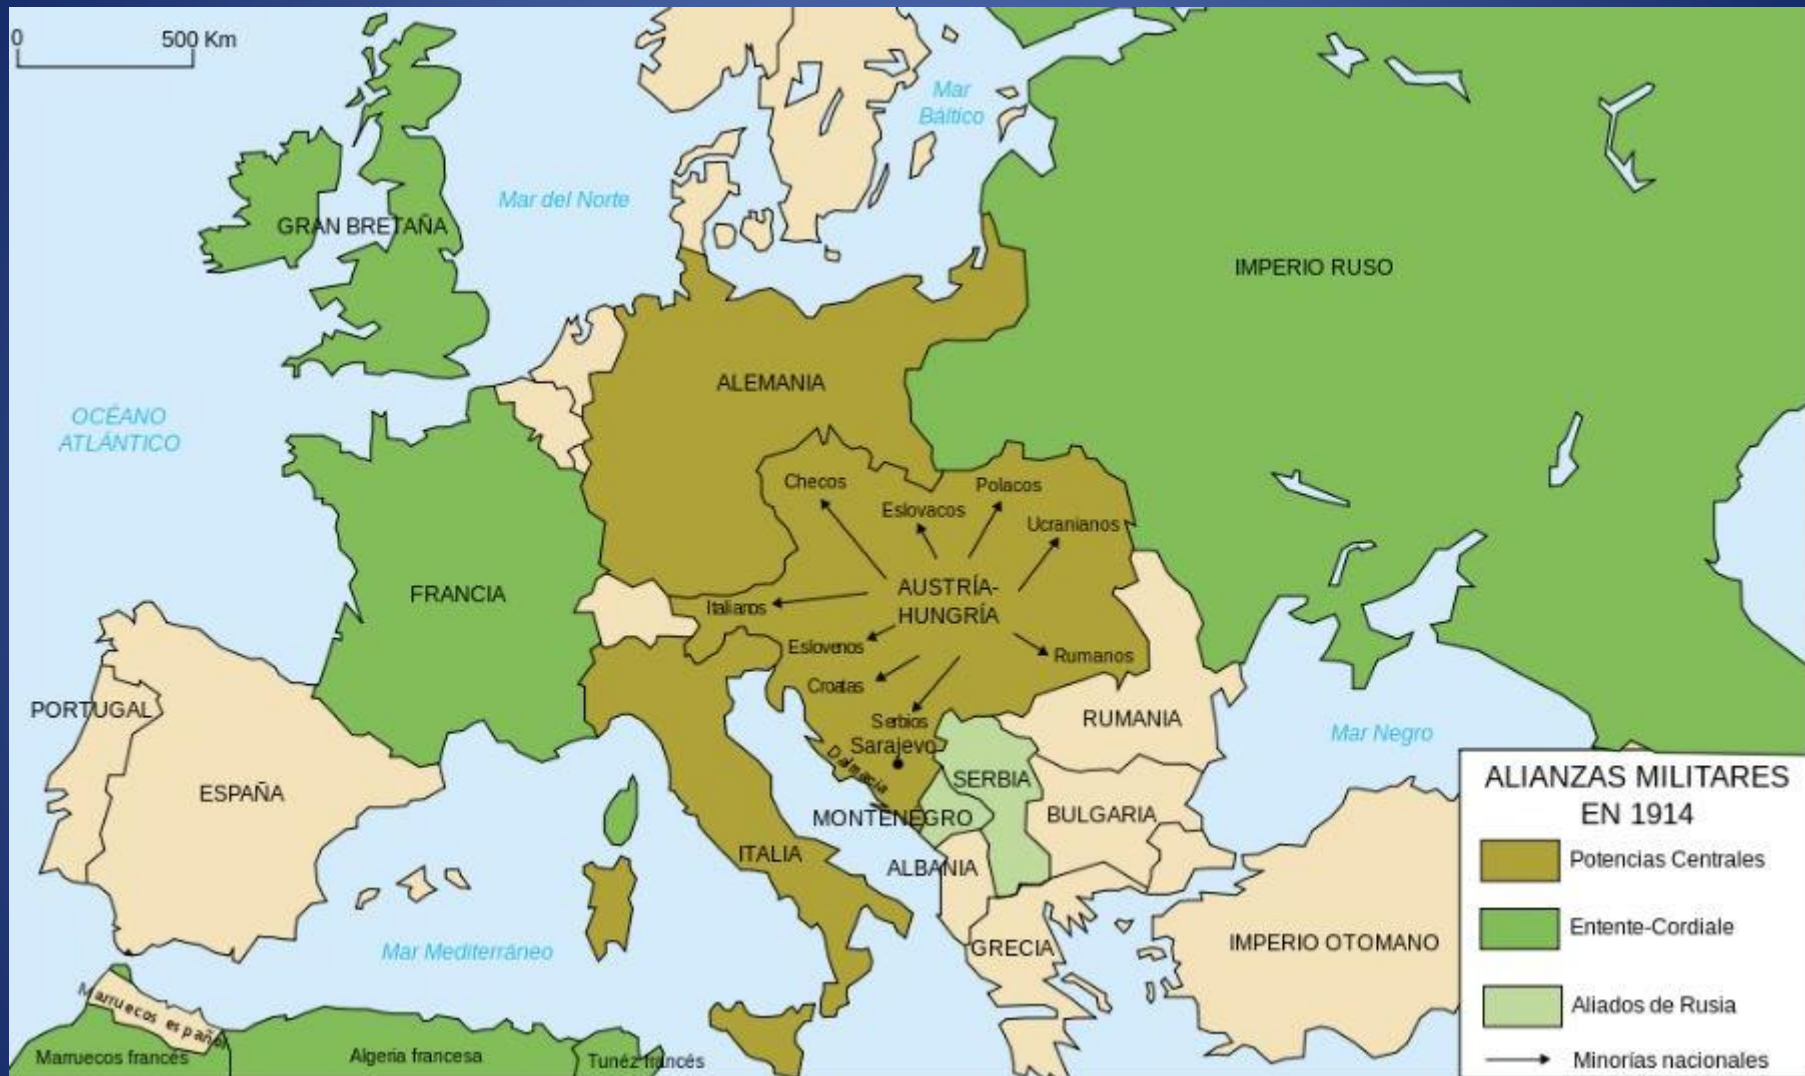 0
500 Km
Mar
Báltico
Mar del Norte
GRAN BRETAÑA
IMPERIO RUSO
ALEMANIA
OCÉANO
ATLÁNTICO
Checos
Polacos
Eslovacos
Ucranianos
AUSTRÍA-
HUNGRÍA
FRANCIA
Italianos
Eslovenos
Rumanos
Croatas
PORTUGAL
Serbios
RUMANIA
Mar Negro
Sarajevo
Dalmacia
SERBIA
ESPAÑA
MONTENEGRO
BULGARIA
ITALIA
ALBANIA
GRECIA
IMPERIO OTOMANO
Mar Mediterráneo
Marruecos español
Marruecos francés
Algeria francesa
Tunéz francés
ALIANZAS MILITARES
EN 1914
Potencias Centrales
Entente-Cordiale
Aliados de Rusia
Minorías nacionales